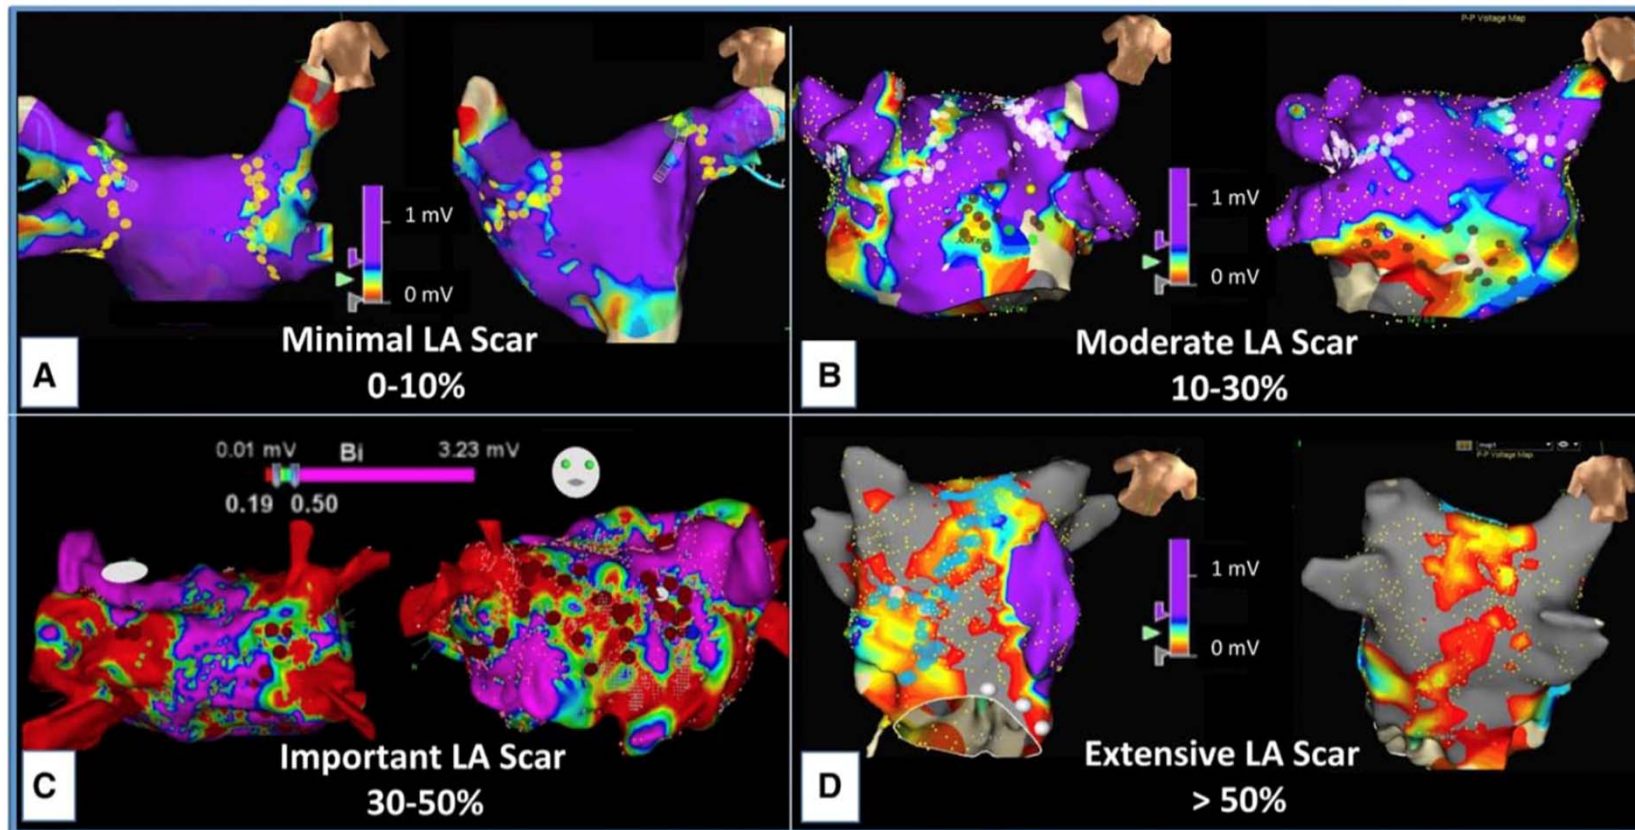 1 mV
0 mV
Minimal LA Scar
0-10%
A
P-P Voltage Map
1 mV
0 mV
Moderate LA Scar
10-30%
B
0.01 mV
Bi
3.23 mV
0.19
0.50
Important LA Scar
30-50%
C
P-P Voltage Map
1 mV
0 mV
Extensive LA Scar
> 50%
D